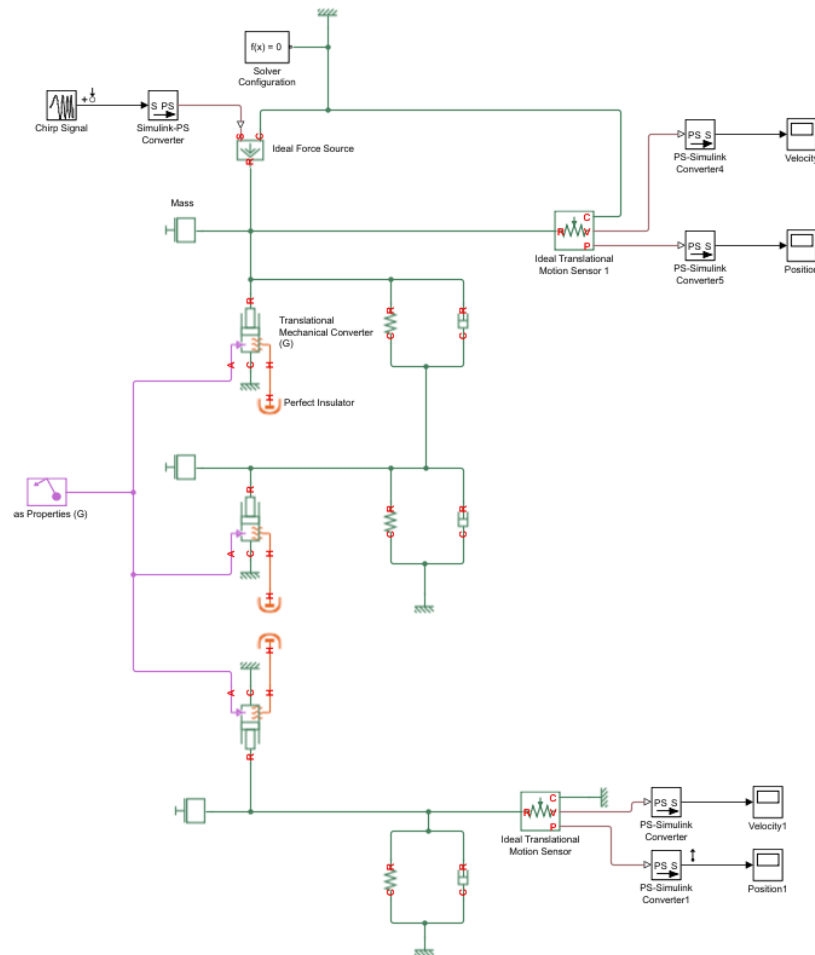 f(x) = 0
Solver
Configuration
Chirp Signal
S PS
Simulink-PS
Converter
S
C
R
Ideal Force Source
PS S
PS-Simulink
Converter4
Velocity
Mass
R
C
V
P
Ideal Translational
Motion Sensor 1
PS S
PS-Simulink
Converter5
Position
R
A
C
H
Translational
Mechanical Converter
(G)
R
C
R
C
H
Perfect Insulator
as Properties (G)
R
A
C
H
R
C
R
C
H
H
A
C
H
R
R
C
V
P
Ideal Translational
Motion Sensor
PS S
PS-Simulink
Converter
Velocity1
PS S
PS-Simulink
Converter1
Position1
R
C
R
C